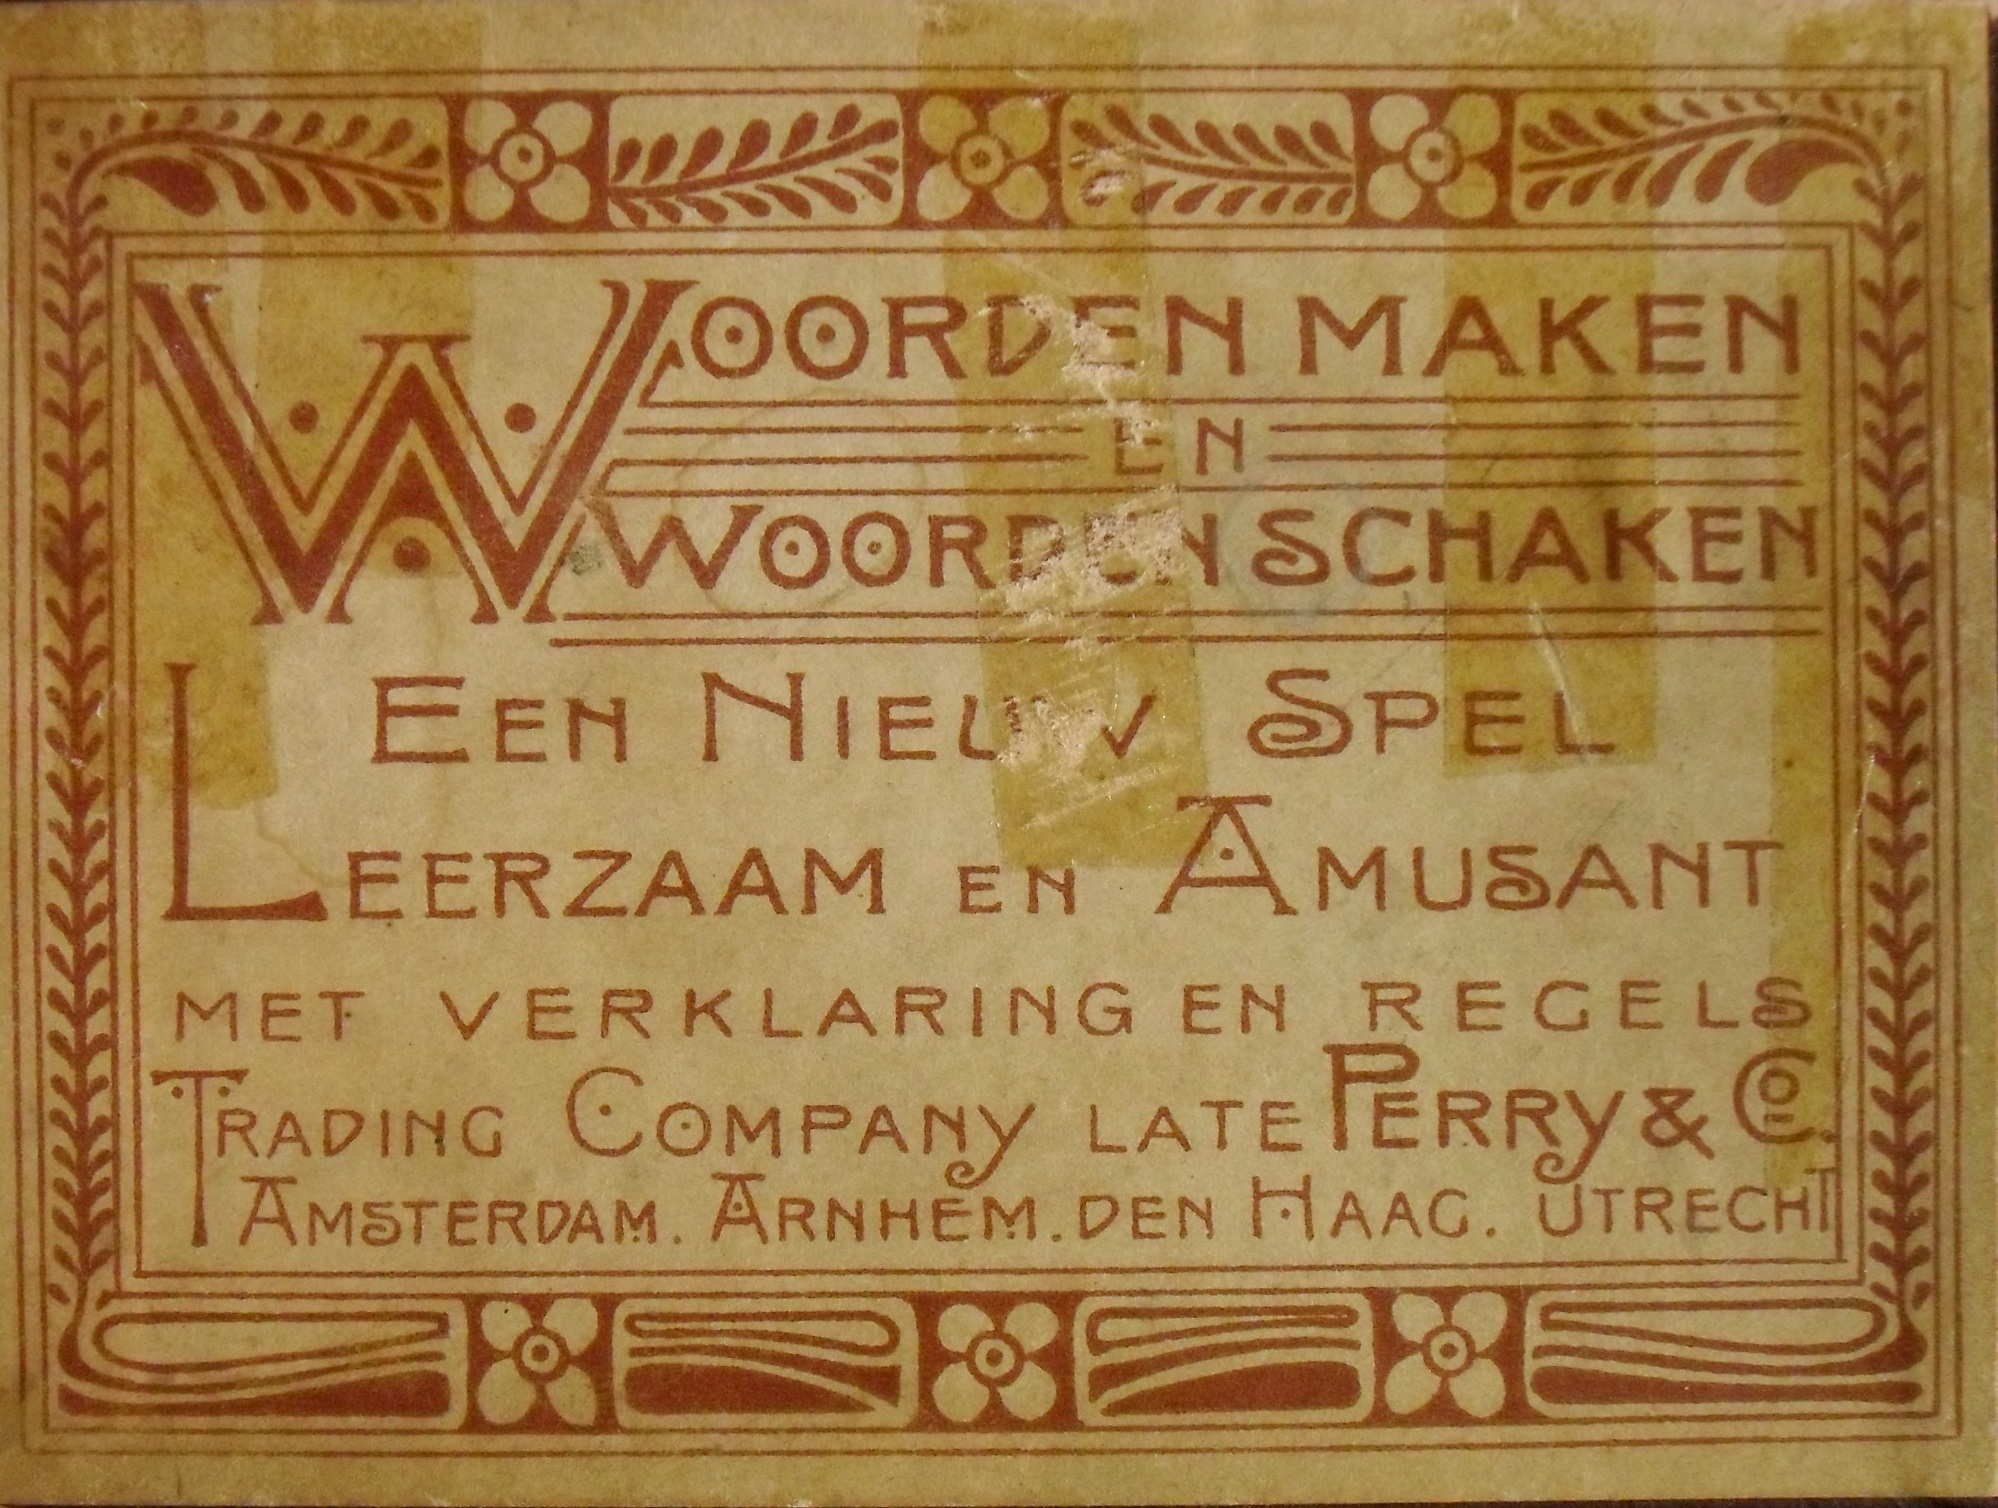 WOORDEN MAKEN
EN
WOORDEN SCHAKEN
EEN NIEUW SPEL
LEERZAAM EN AMUSANT
MET VERKLARING EN REGELS
TRADING COMPANY LATE PERRY & Co.
AMSTERDAM. ARNHEM. DEN HAAG. UTRECHT